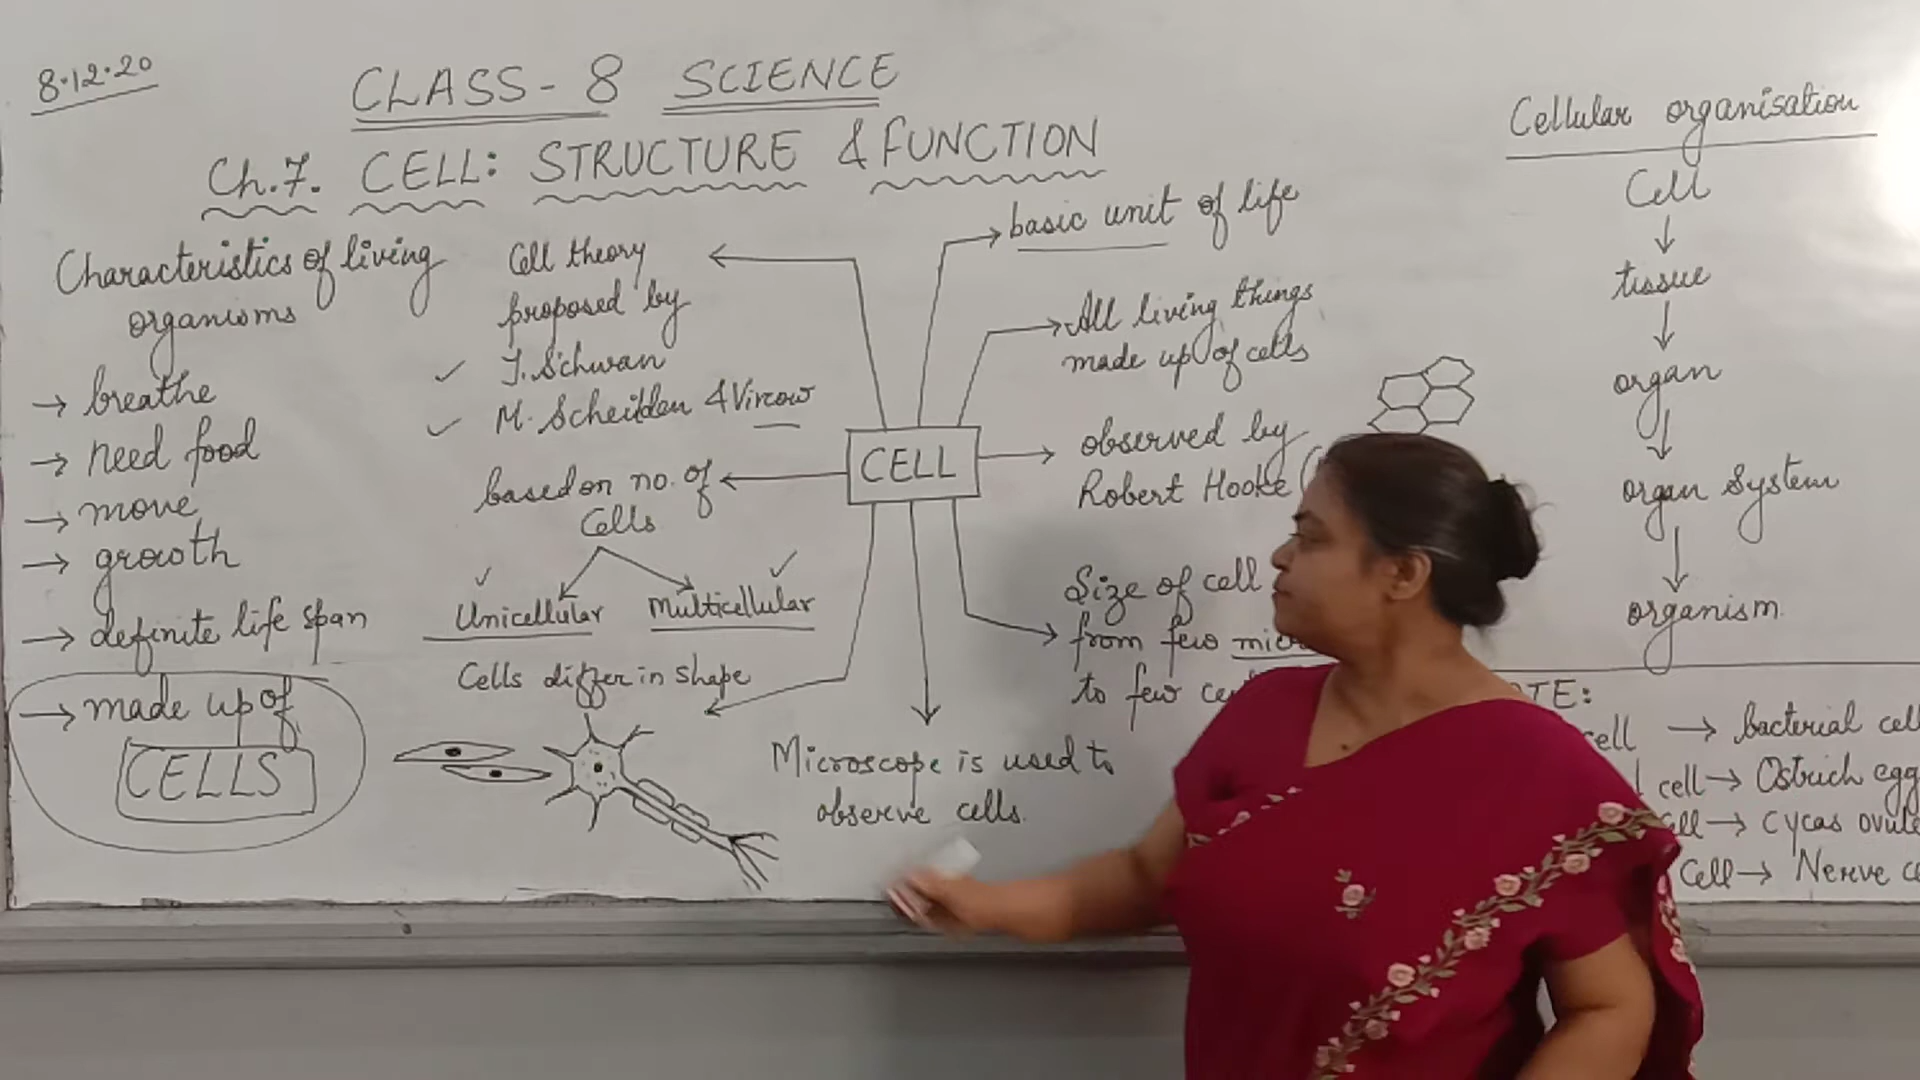 8.12.20
CLASS-8 SCIENCE
Ch.7. CELL: STRUCTURE & FUNCTION
Characteristics of living
organisms
→ breathe
→ need food
→ move
→ growth
→ definite life span
→ made up of
CELLS
Cell theory
proposed by
✓ T. Schwan
✓ M. Scheilden & Vircow
based on no. of
Cells
Unicellular Multicellular
Cells differ in shape
CELL
basic unit of life
All living things
made up of cells
observed by
Robert Hooke (
Size of cell
from few
to few
Microscope is used to
observe cells.
Cellular organisation
Cell
↓
tissue
↓
organ
↓
organ System
↓
organism
cell → bacterial cell
cell → Ostrich egg
→ Cycas ovule
Cell → Nerve